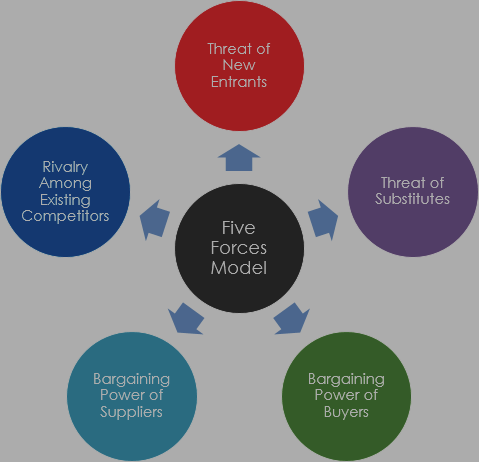 Threat of
New
Entrants
Rivalry
Among
Existing
Competitors
Threat of
Substitutes
Five
Forces
Model
Bargaining
Power of
Suppliers
Bargaining
Power of
Buyers